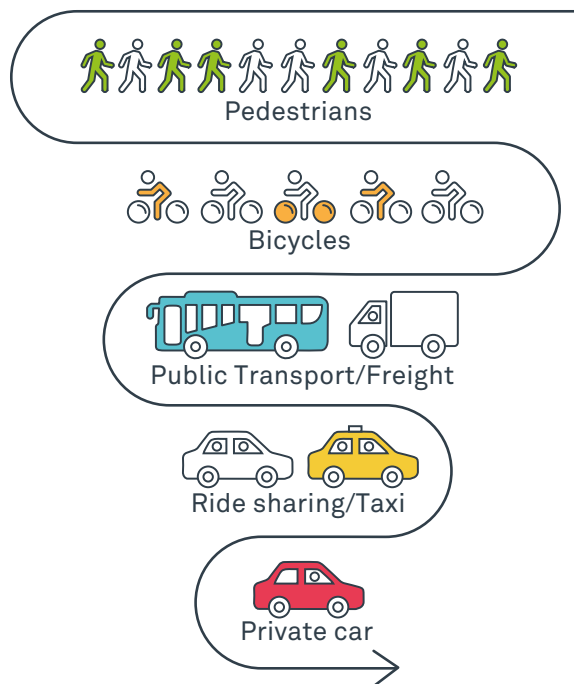 Pedestrians
Bicycles
Public Transport/Freight
Ride sharing/Taxi
Private car